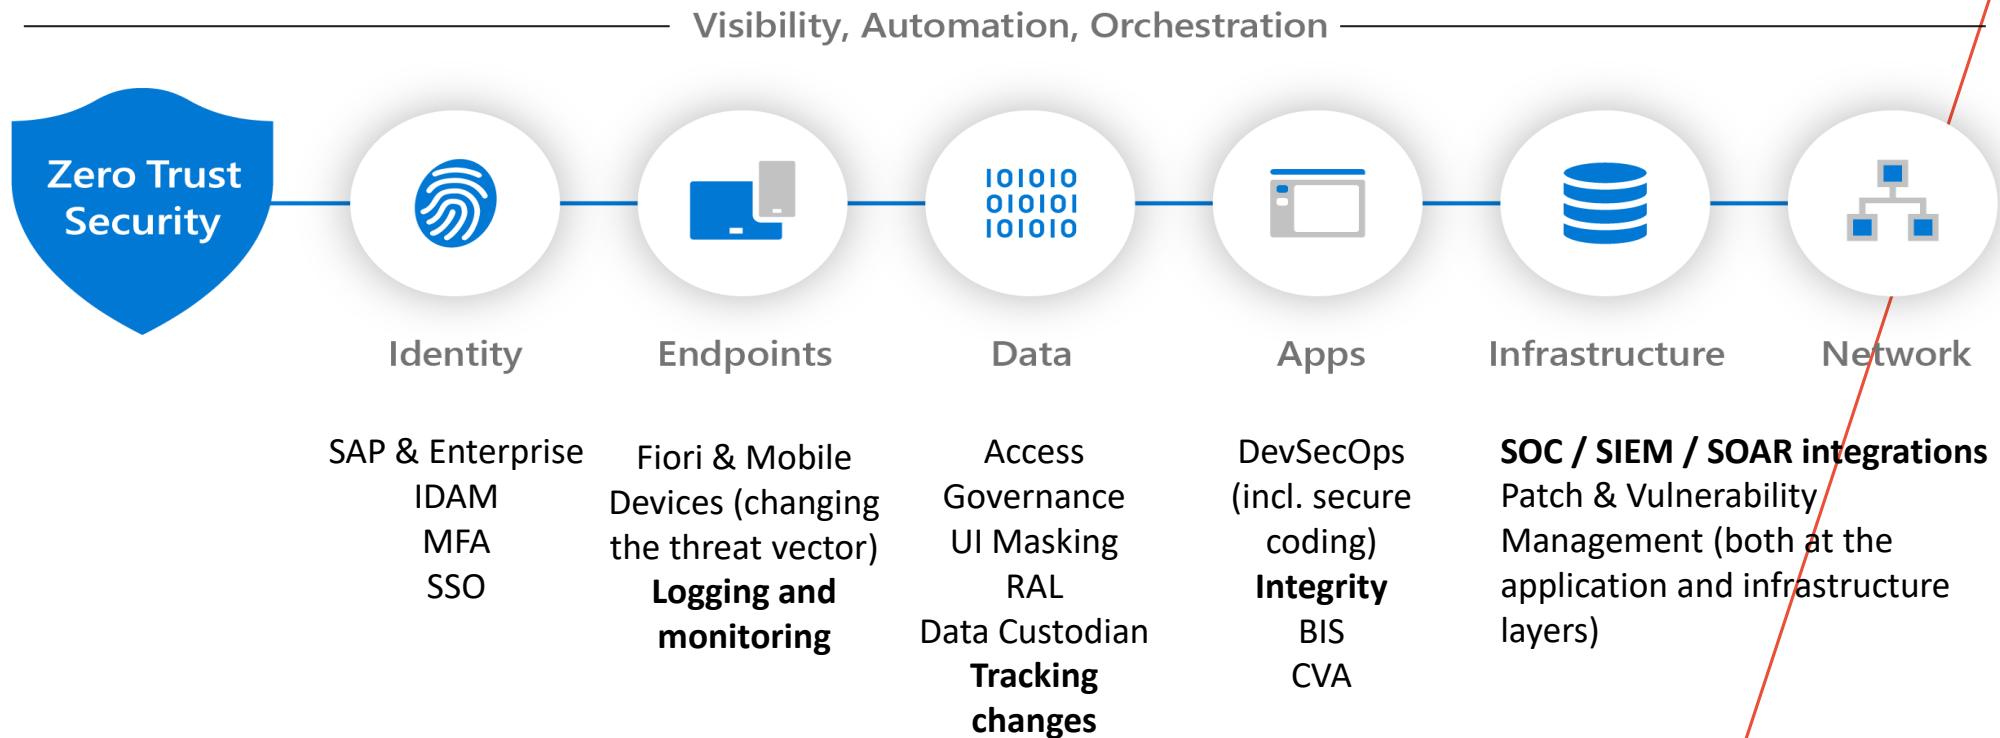 Visibility, Automation, Orchestration
Zero Trust
Security
101010
010101
101010
Identity
Endpoints
Data
Apps
Infrastructure
Network
SAP & Enterprise
IDAM
MFA
SSO
Fiori & Mobile
Devices (changing
the threat vector)
Logging and
monitoring
Access
Governance
UI Masking
RAL
Data Custodian
Tracking
changes
DevSecOps
(incl. secure
coding)
Integrity
BIS
CVA
SOC / SIEM / SOAR integrations
Patch & Vulnerability
Management (both at the
application and infrastructure
layers)